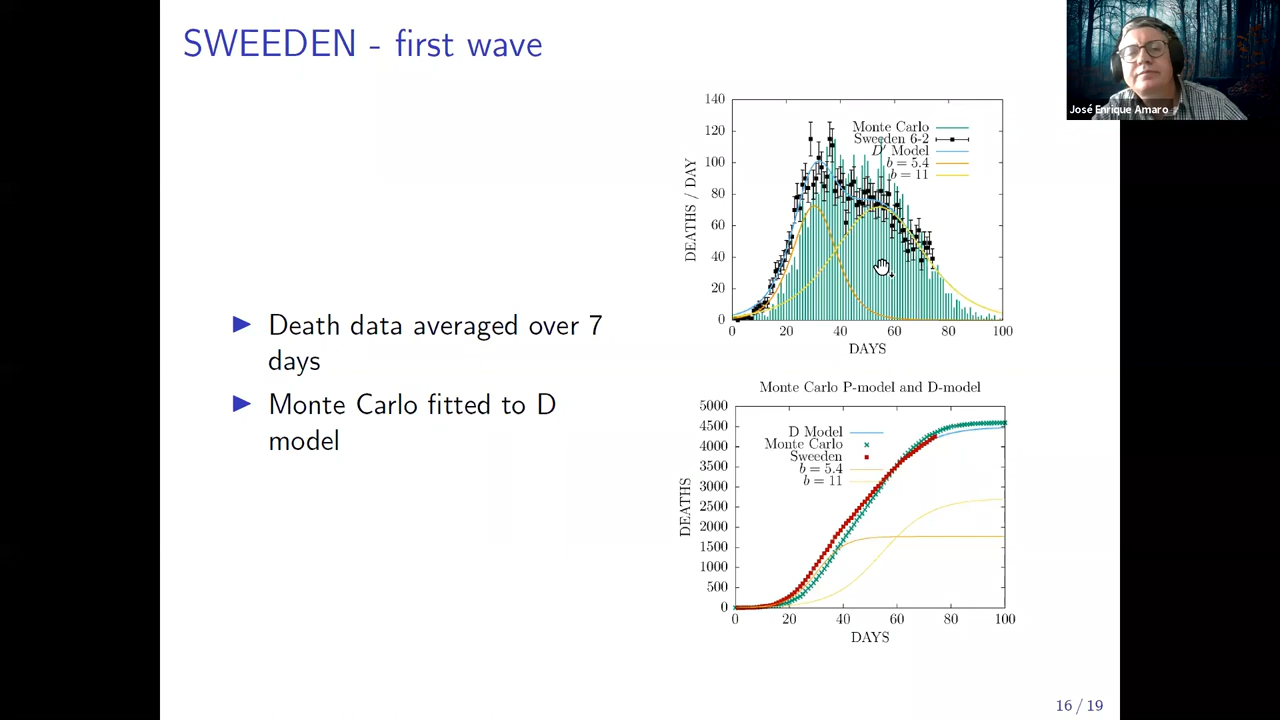 SWEEDEN - first wave
José Enrique Amaro
Death data averaged over 7
days
Monte Carlo fitted to D
model
140
120
100
80
60
40
20
0
DEATHS / DAY
Monte Carlo
Sweden 6-2
D' Model
b = 5.4
b = 11
0 20 40 60 80 100
DAYS
Monte Carlo P-model and D-model
5000
4500
4000
3500
3000
2500
2000
1500
1000
500
0
DEATHS
D Model
Monte Carlo
Sweden
b = 5.4
b = 11
0 20 40 60 80 100
DAYS
16 / 19